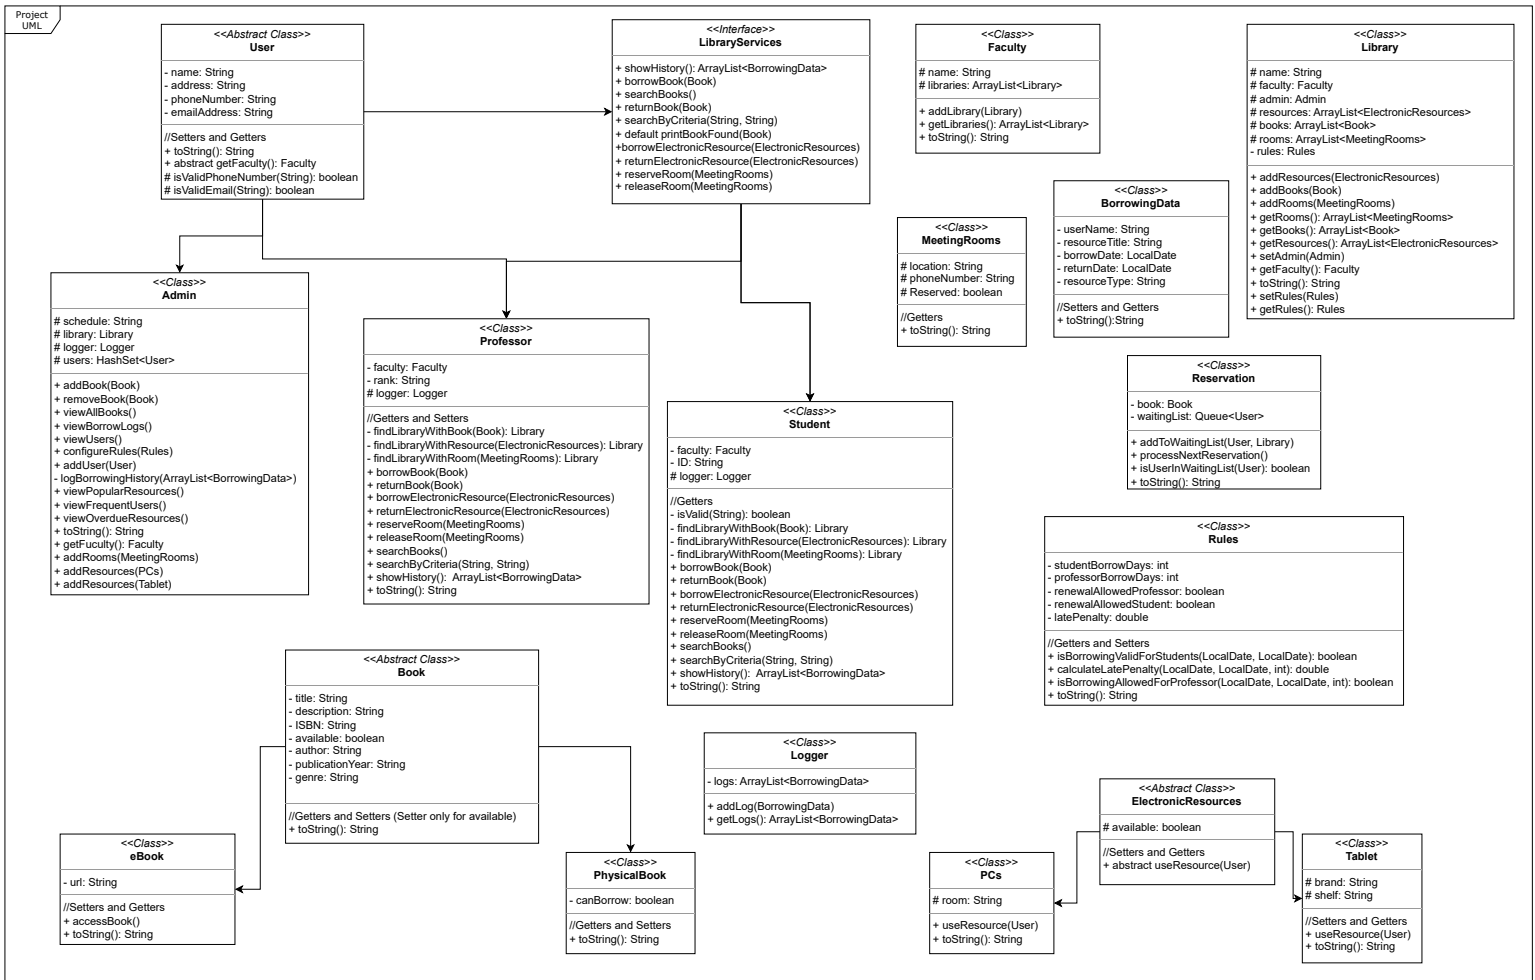 Project
UML
<<Abstract Class>>
User
- name: String
- address: String
- phoneNumber: String
- emailAddress: String
//Setters and Getters
+ toString(): String
+ abstract getFaculty(): Faculty
# isValidPhoneNumber(String): boolean
# isValidEmail(String): boolean
<<Interface>>
LibraryServices
+ showHistory(): ArrayList<BorrowingData>
+ borrowBook(Book)
+ searchBooks()
+ returnBook(Book)
+ searchByCriteria(String, String)
+ default printBookFound(Book)
+borrowElectronicResource(ElectronicResources)
+ returnElectronicResource(ElectronicResources)
+ reserveRoom(MeetingRooms)
+ releaseRoom(MeetingRooms)
<<Class>>
Faculty
# name: String
# libraries: ArrayList<Library>
+ addLibrary(Library)
+ getLibraries(): ArrayList<Library>
+ toString(): String
<<Class>>
Library
# name: String
# faculty: Faculty
# admin: Admin
# resources: ArrayList<ElectronicResources>
# books: ArrayList<Book>
# rooms: ArrayList<MeetingRooms>
- rules: Rules
+ addResources(ElectronicResources)
+ addBooks(Book)
+ addRooms(MeetingRooms)
+ getRooms(): ArrayList<MeetingRooms>
+ getBooks(): ArrayList<Book>
+ getResources(): ArrayList<ElectronicResources>
+ setAdmin(Admin)
+ getFaculty(): Faculty
+ toString(): String
+ setRules(Rules)
+ getRules(): Rules
<<Class>>
BorrowingData
- userName: String
- resourceTitle: String
- borrowDate: LocalDate
- returnDate: LocalDate
- resourceType: String
//Setters and Getters
+ toString():String
<<Class>>
MeetingRooms
# location: String
# phoneNumber: String
# Reserved: boolean
//Getters
+ toString(): String
<<Class>>
Admin
# schedule: String
# library: Library
# logger: Logger
# users: HashSet<User>
+ addBook(Book)
+ removeBook(Book)
+ viewAllBooks()
+ viewBorrowLogs()
+ viewUsers()
+ configureRules(Rules)
+ addUser(User)
- logBorrowingHistory(ArrayList<BorrowingData>)
+ viewPopularResources()
+ viewFrequentUsers()
+ viewOverdueResources()
+ toString(): String
+ getFuculty(): Faculty
+ addRooms(MeetingRooms)
+ addResources(PCs)
+ addResources(Tablet)
<<Class>>
Professor
- faculty: Faculty
- rank: String
# logger: Logger
//Getters and Setters
- findLibraryWithBook(Book): Library
- findLibraryWithResource(ElectronicResources): Library
- findLibraryWithRoom(MeetingRooms): Library
+ borrowBook(Book)
+ returnBook(Book)
+ borrowElectronicResource(ElectronicResources)
+ returnElectronicResource(ElectronicResources)
+ reserveRoom(MeetingRooms)
+ releaseRoom(MeetingRooms)
+ searchBooks()
+ searchByCriteria(String, String)
+ showHistory():  ArrayList<BorrowingData>
+ toString(): String
<<Class>>
Student
- faculty: Faculty
- ID: String
# logger: Logger
//Getters
- isValid(String): boolean
- findLibraryWithBook(Book): Library
- findLibraryWithResource(ElectronicResources): Library
- findLibraryWithRoom(MeetingRooms): Library
+ borrowBook(Book)
+ returnBook(Book)
+ borrowElectronicResource(ElectronicResources)
+ returnElectronicResource(ElectronicResources)
+ reserveRoom(MeetingRooms)
+ releaseRoom(MeetingRooms)
+ searchBooks()
+ searchByCriteria(String, String)
+ showHistory():  ArrayList<BorrowingData>
+ toString(): String
<<Class>>
Reservation
- book: Book
- waitingList: Queue<User>
+ addToWaitingList(User, Library)
+ processNextReservation()
+ isUserInWaitingList(User): boolean
+ toString(): String
<<Class>>
Rules
- studentBorrowDays: int
- professorBorrowDays: int
- renewalAllowedProfessor: boolean
- renewalAllowedStudent: boolean
- latePenalty: double
//Getters and Setters
+ isBorrowingValidForStudents(LocalDate, LocalDate): boolean
+ calculateLatePenalty(LocalDate, LocalDate, int): double
+ isBorrowingAllowedForProfessor(LocalDate, LocalDate, int): boolean
+ toString(): String
<<Abstract Class>>
Book
- title: String
- description: String
- ISBN: String
- available: boolean
- author: String
- publicationYear: String
- genre: String
//Getters and Setters (Setter only for available)
+ toString(): String
<<Class>>
Logger
- logs: ArrayList<BorrowingData>
+ addLog(BorrowingData)
+ getLogs(): ArrayList<BorrowingData>
<<Abstract Class>>
ElectronicResources
# available: boolean
//Setters and Getters
+ abstract useResource(User)
<<Class>>
eBook
- url: String
//Setters and Getters
+ accessBook()
+ toString(): String
<<Class>>
PhysicalBook
- canBorrow: boolean
//Getters and Setters
+ toString(): String
<<Class>>
PCs
# room: String
+ useResource(User)
+ toString(): String
<<Class>>
Tablet
# brand: String
# shelf: String
//Setters and Getters
+ useResource(User)
+ toString(): String